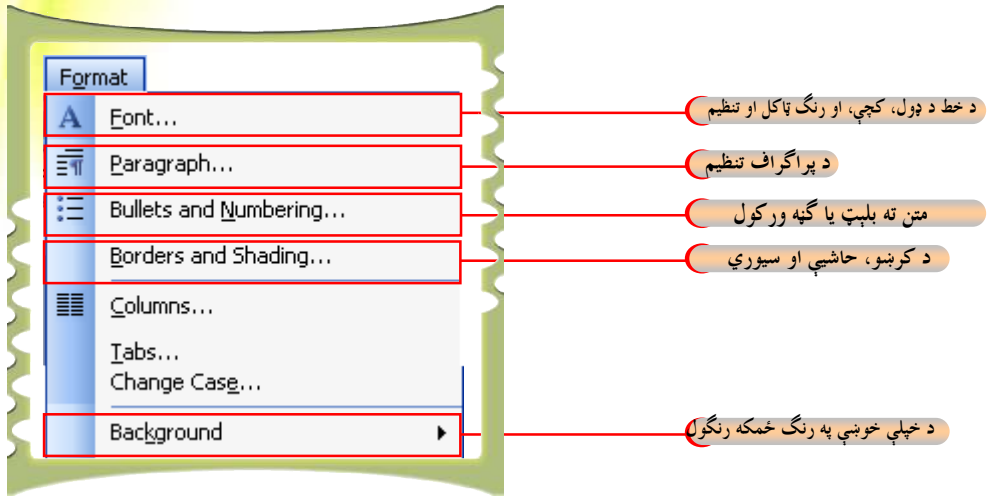 Format
Font...
د خط د ډول، کچې، او رنګ ټاکل او تنظیم
Paragraph...
د پراګراف تنظیم
Bullets and Numbering...
متن ته بلېټ یا ګڼه ورکول
Borders and Shading...
د کرښو، حاشیې او سیوري
Columns...
Tabs...
Change Case...
Background
د خپلې خوښې په رنګ ځمکه رنګول